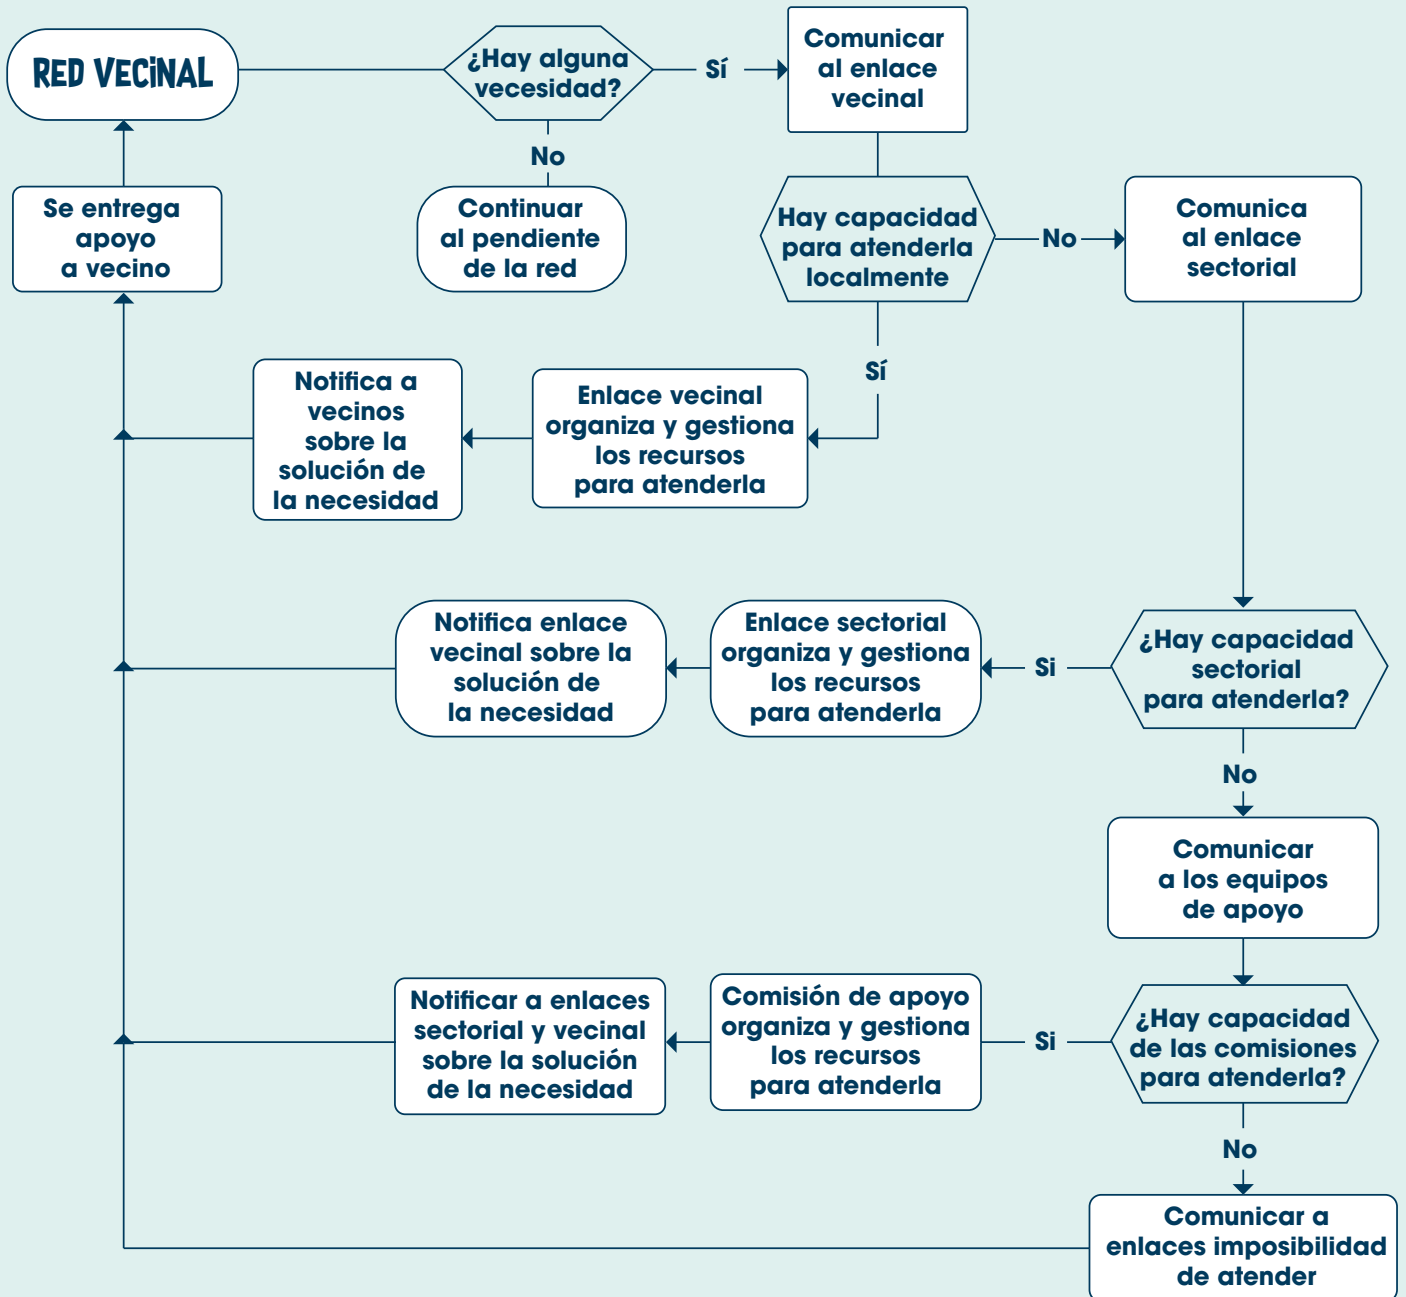 RED VECiNAL
¿Hay alguna
vecesidad?
Sí
Comunicar
al enlace
vecinal
No
Continuar
al pendiente
de la red
Se entrega
apoyo
a vecino
Hay capacidad
para atenderla
localmente
No
Comunica
al enlace
sectorial
Sí
Enlace vecinal
organiza y gestiona
los recursos
para atenderla
Notifica a
vecinos
sobre la
solución de
la necesidad
¿Hay capacidad
sectorial
para atenderla?
Si
Enlace sectorial
organiza y gestiona
los recursos
para atenderla
Notifica enlace
vecinal sobre la
solución de
la necesidad
No
Comunicar
a los equipos
de apoyo
¿Hay capacidad
de las comisiones
para atenderla?
Si
Comisión de apoyo
organiza y gestiona
los recursos
para atenderla
Notificar a enlaces
sectorial y vecinal
sobre la solución
de la necesidad
No
Comunicar a
enlaces imposibilidad
de atender